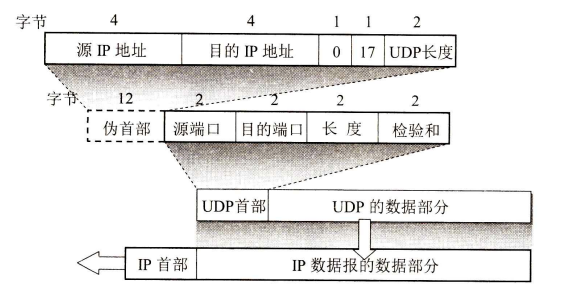 字节 4 4 1 1 2
源 IP 地址 目的 IP 地址 0 17 UDP长度
字节 12 2 2 2 2
伪首部 源端口 目的端口 长 度 检验和
UDP首部 UDP 的数据部分
IP 首部 IP 数据报的数据部分